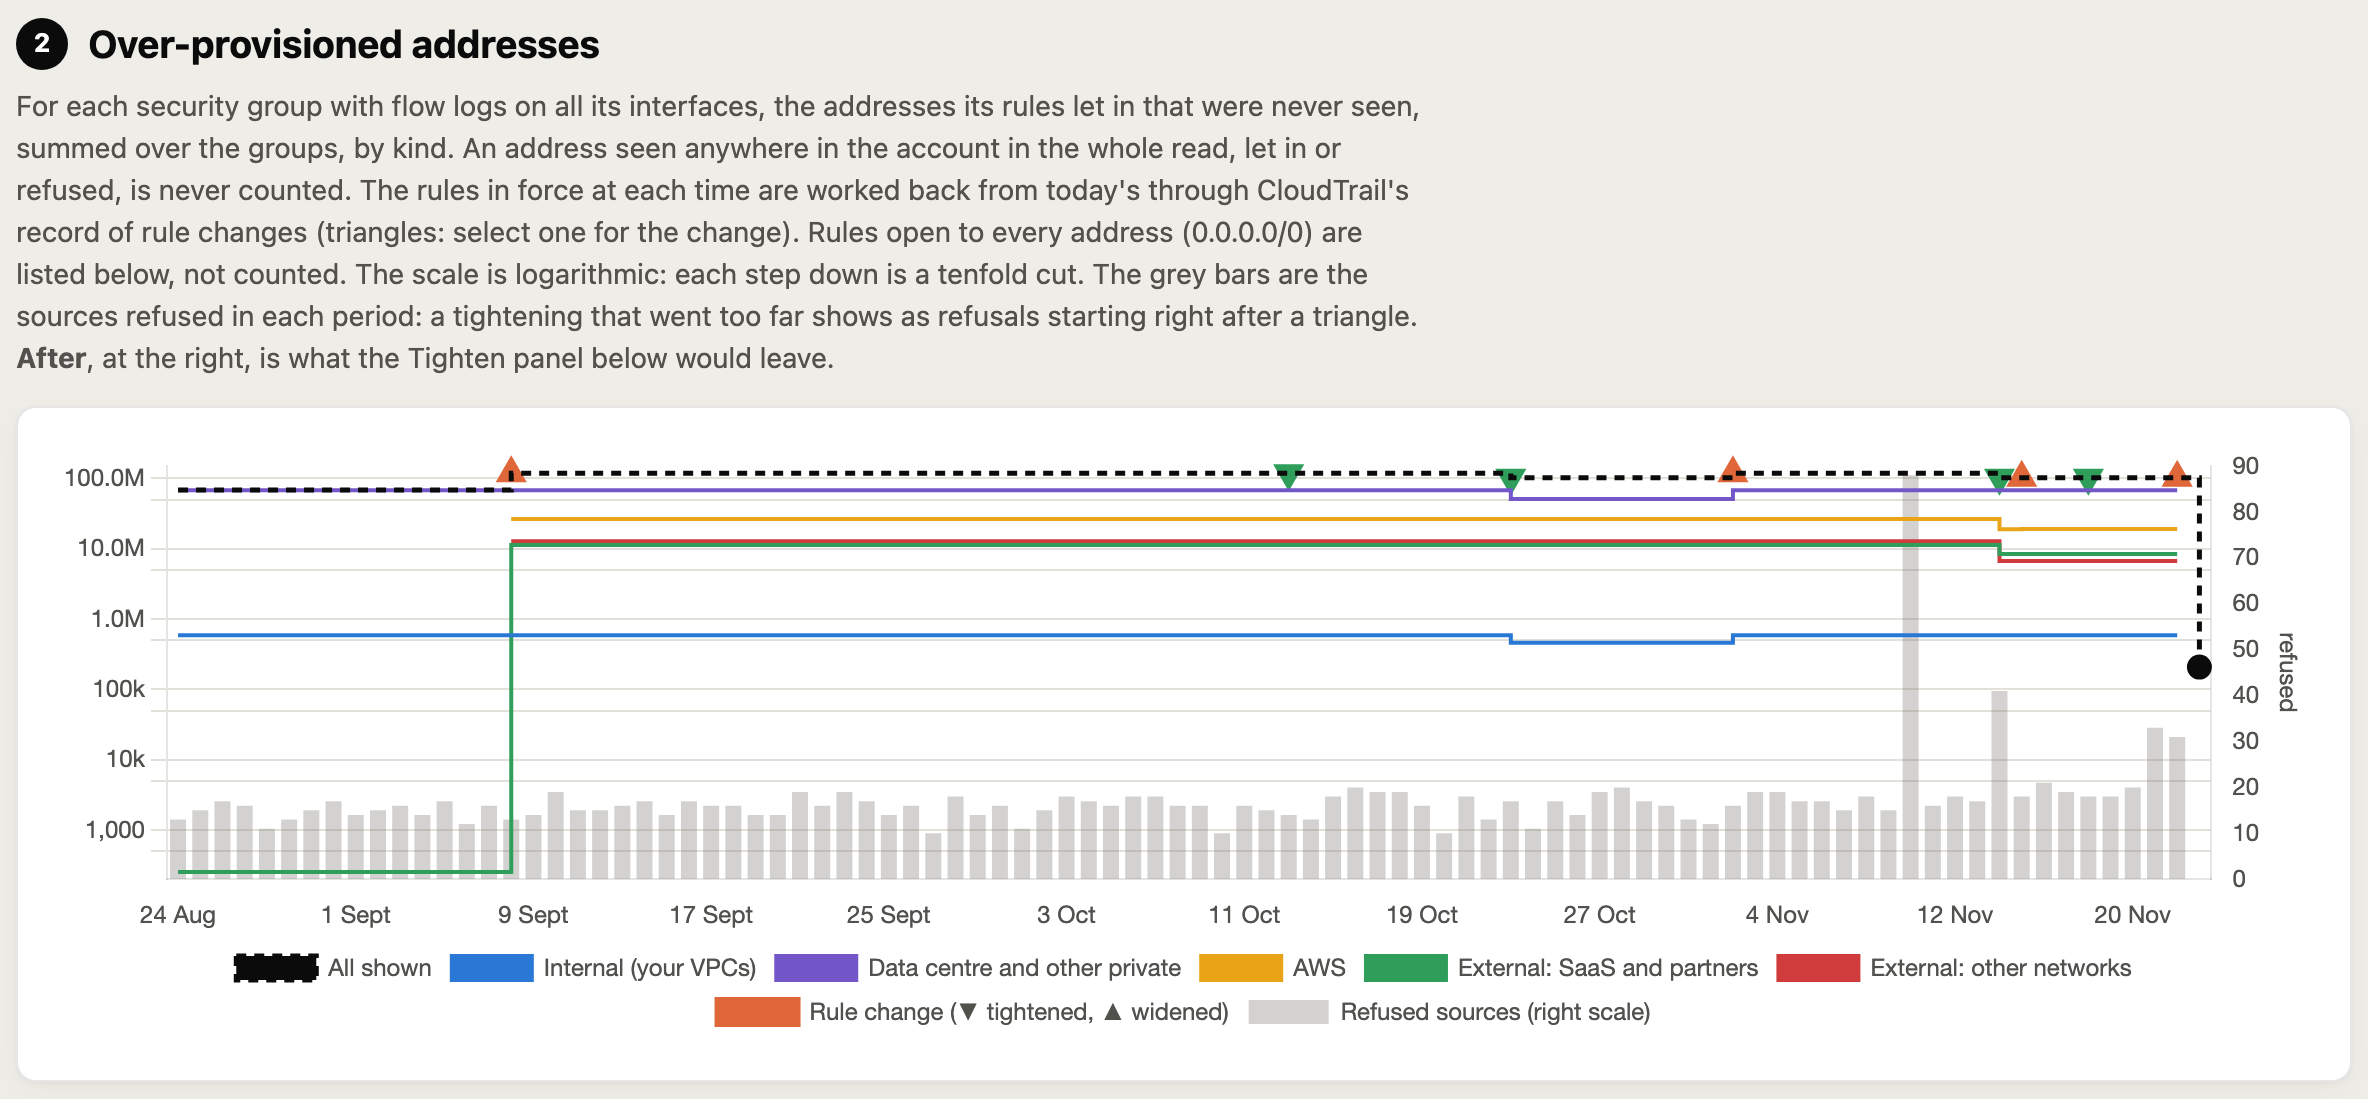 2 Over-provisioned addresses
For each security group with flow logs on all its interfaces, the addresses its rules let in that were never seen,
summed over the groups, by kind. An address seen anywhere in the account in the whole read, let in or
refused, is never counted. The rules in force at each time are worked back from today's through CloudTrail's
record of rule changes (triangles: select one for the change). Rules open to every address (0.0.0.0/0) are
listed below, not counted. The scale is logarithmic: each step down is a tenfold cut. The grey bars are the
sources refused in each period: a tightening that went too far shows as refusals starting right after a triangle.
After, at the right, is what the Tighten panel below would leave.
100.0M
10.0M
1.0M
100k
10k
1,000
90
80
70
60
50
40
30
20
10
0
refused
24 Aug 1 Sept 9 Sept 17 Sept 25 Sept 3 Oct 11 Oct 19 Oct 27 Oct 4 Nov 12 Nov 20 Nov
All shown Internal (your VPCs) Data centre and other private AWS External: SaaS and partners External: other networks
Rule change (▼ tightened, ▲ widened) Refused sources (right scale)